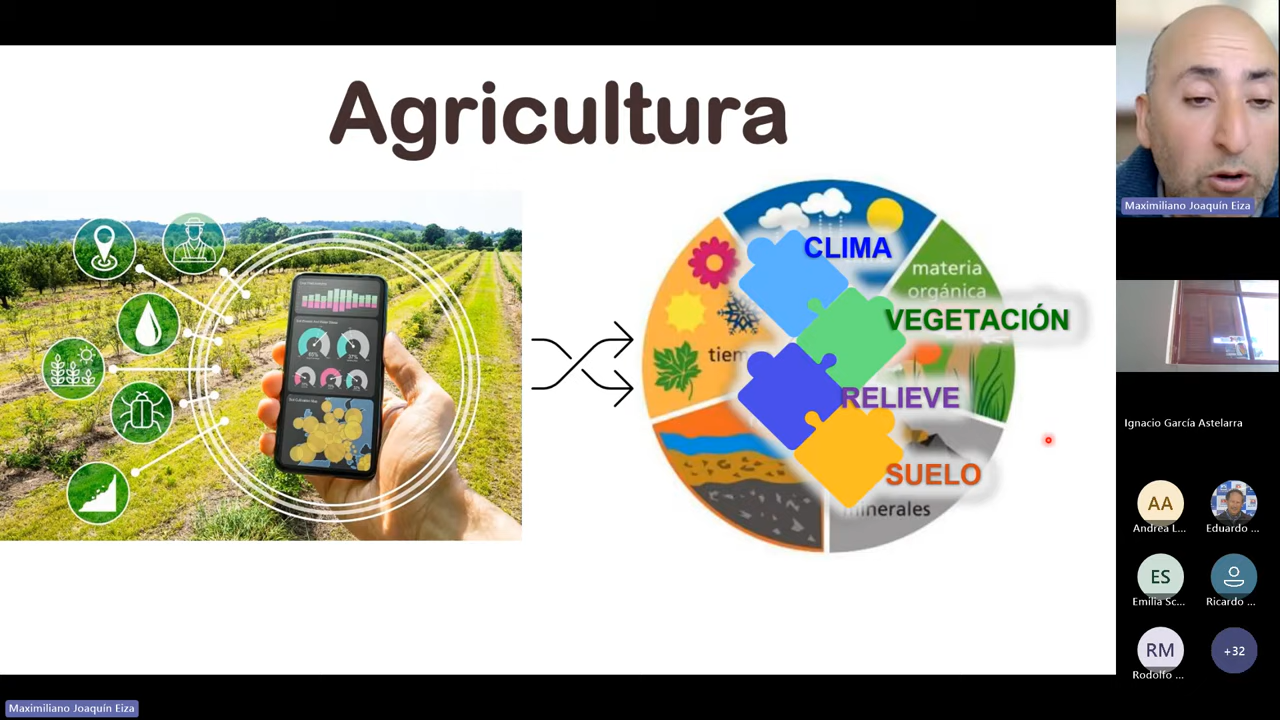 Agricultura
CLIMA
materia
orgánica
VEGETACIÓN
tiem
RELIEVE
SUELO
minerales
Maximiliano Joaquín Eiza
Ignacio García Astelarra
AA
Andrea L...
Eduardo ...
ES
Emilia Sc...
Ricardo ...
RM
Rodolfo ...
+32
Maximiliano Joaquín Eiza